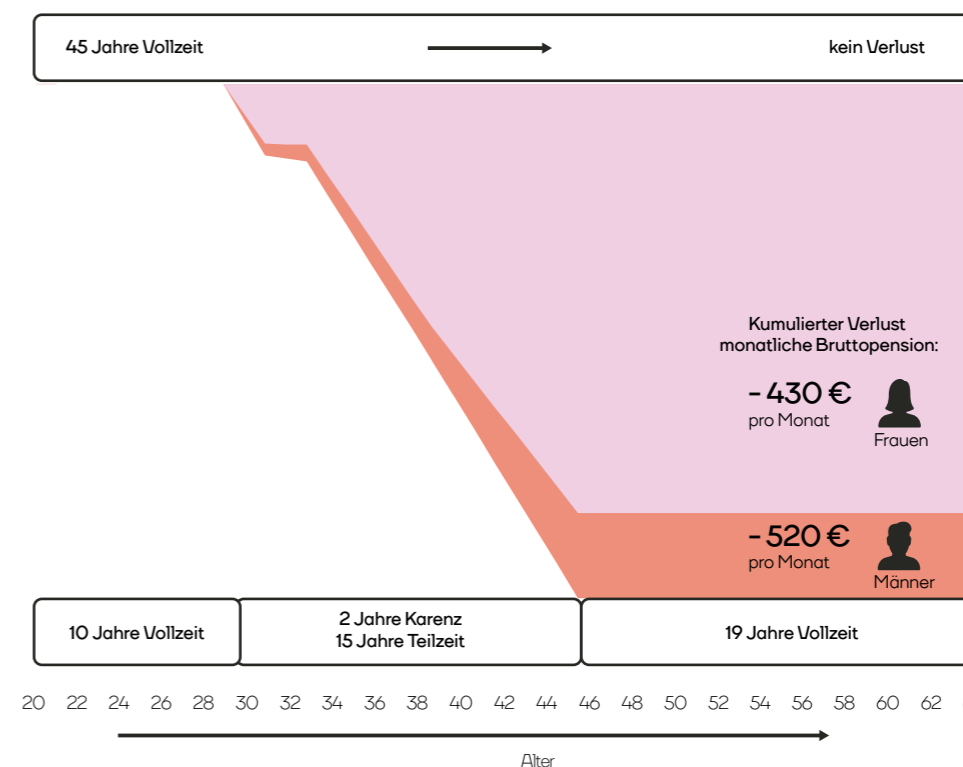 45 Jahre Vollzeit
kein Verlust
Kumulierter Verlust
monatliche Bruttopension:
- 430 €
pro Monat
Frauen
- 520 €
pro Monat
Männer
10 Jahre Vollzeit
2 Jahre Karenz
15 Jahre Teilzeit
19 Jahre Vollzeit
20 22 24 26 28 30 32 34 36 38 40 42 44 46 48 50 52 54 56 58 60 62
Alter